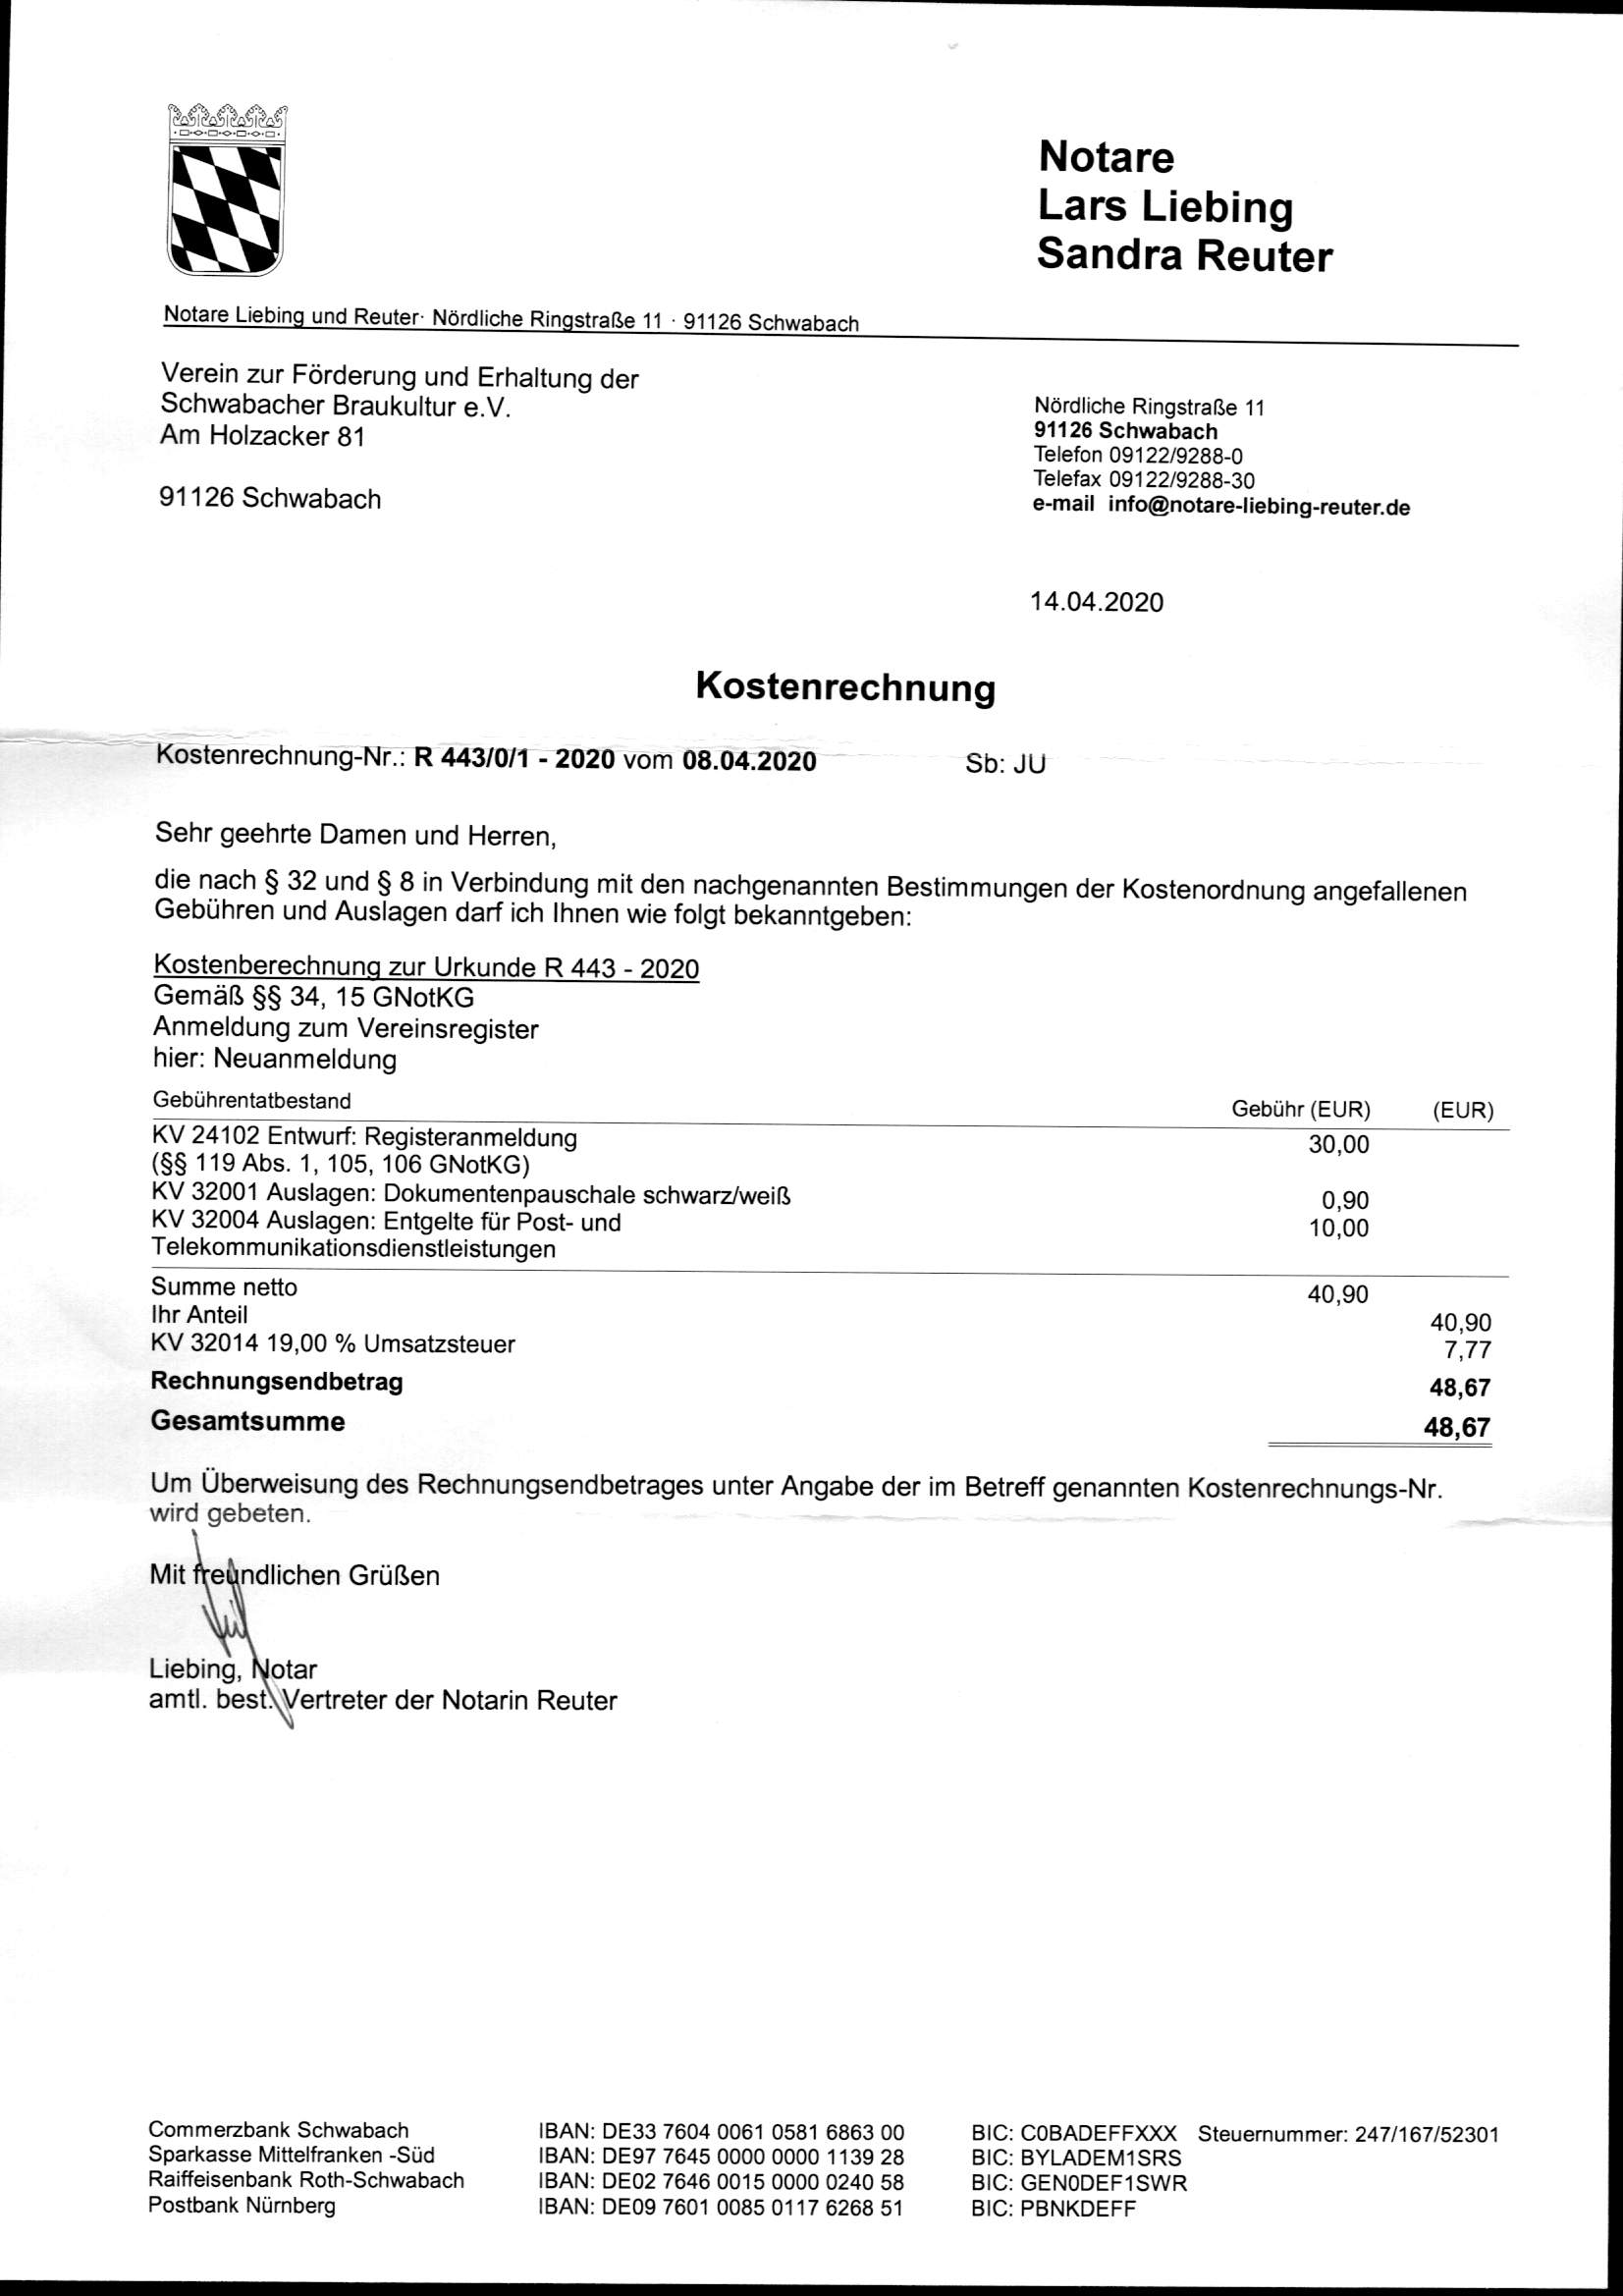 Notare
Lars Liebing
Sandra Reuter
Notare Liebing und Reuter· Nördliche Ringstraße 11 · 91126 Schwabach
Verein zur Förderung und Erhaltung der
Schwabacher Braukultur e.V.
Am Holzacker 81
91126 Schwabach
Nördliche Ringstraße 11
91126 Schwabach
Telefon 09122/9288-0
Telefax 09122/9288-30
e-mail info@notare-liebing-reuter.de
14.04.2020
Kostenrechnung
Kostenrechnung-Nr.: R 443/0/1 - 2020 vom 08.04.2020 Sb: JU
Sehr geehrte Damen und Herren,
die nach § 32 und § 8 in Verbindung mit den nachgenannten Bestimmungen der Kostenordnung angefallenen
Gebühren und Auslagen darf ich Ihnen wie folgt bekanntgeben:
Kostenberechnung zur Urkunde R 443 - 2020
Gemäß §§ 34, 15 GNotKG
Anmeldung zum Vereinsregister
hier: Neuanmeldung
Gebührentatbestand Gebühr (EUR) (EUR)
KV 24102 Entwurf: Registeranmeldung 30,00
(§§ 119 Abs. 1, 105, 106 GNotKG)
KV 32001 Auslagen: Dokumentenpauschale schwarz/weiß 0,90
KV 32004 Auslagen: Entgelte für Post- und 10,00
Telekommunikationsdienstleistungen
Summe netto 40,90
Ihr Anteil 40,90
KV 32014 19,00 % Umsatzsteuer 7,77
Rechnungsendbetrag 48,67
Gesamtsumme 48,67
Um Überweisung des Rechnungsendbetrages unter Angabe der im Betreff genannten Kostenrechnungs-Nr.
wird gebeten.
Mit freundlichen Grüßen
Liebing, Notar
amtl. best. Vertreter der Notarin Reuter
Commerzbank Schwabach IBAN: DE33 7604 0061 0581 6863 00 BIC: C0BADEFFXXX Steuernummer: 247/167/52301
Sparkasse Mittelfranken -Süd IBAN: DE97 7645 0000 0000 1139 28 BIC: BYLADEM1SRS
Raiffeisenbank Roth-Schwabach IBAN: DE02 7646 0015 0000 0240 58 BIC: GEN0DEF1SWR
Postbank Nürnberg IBAN: DE09 7601 0085 0117 6268 51 BIC: PBNKDEFF